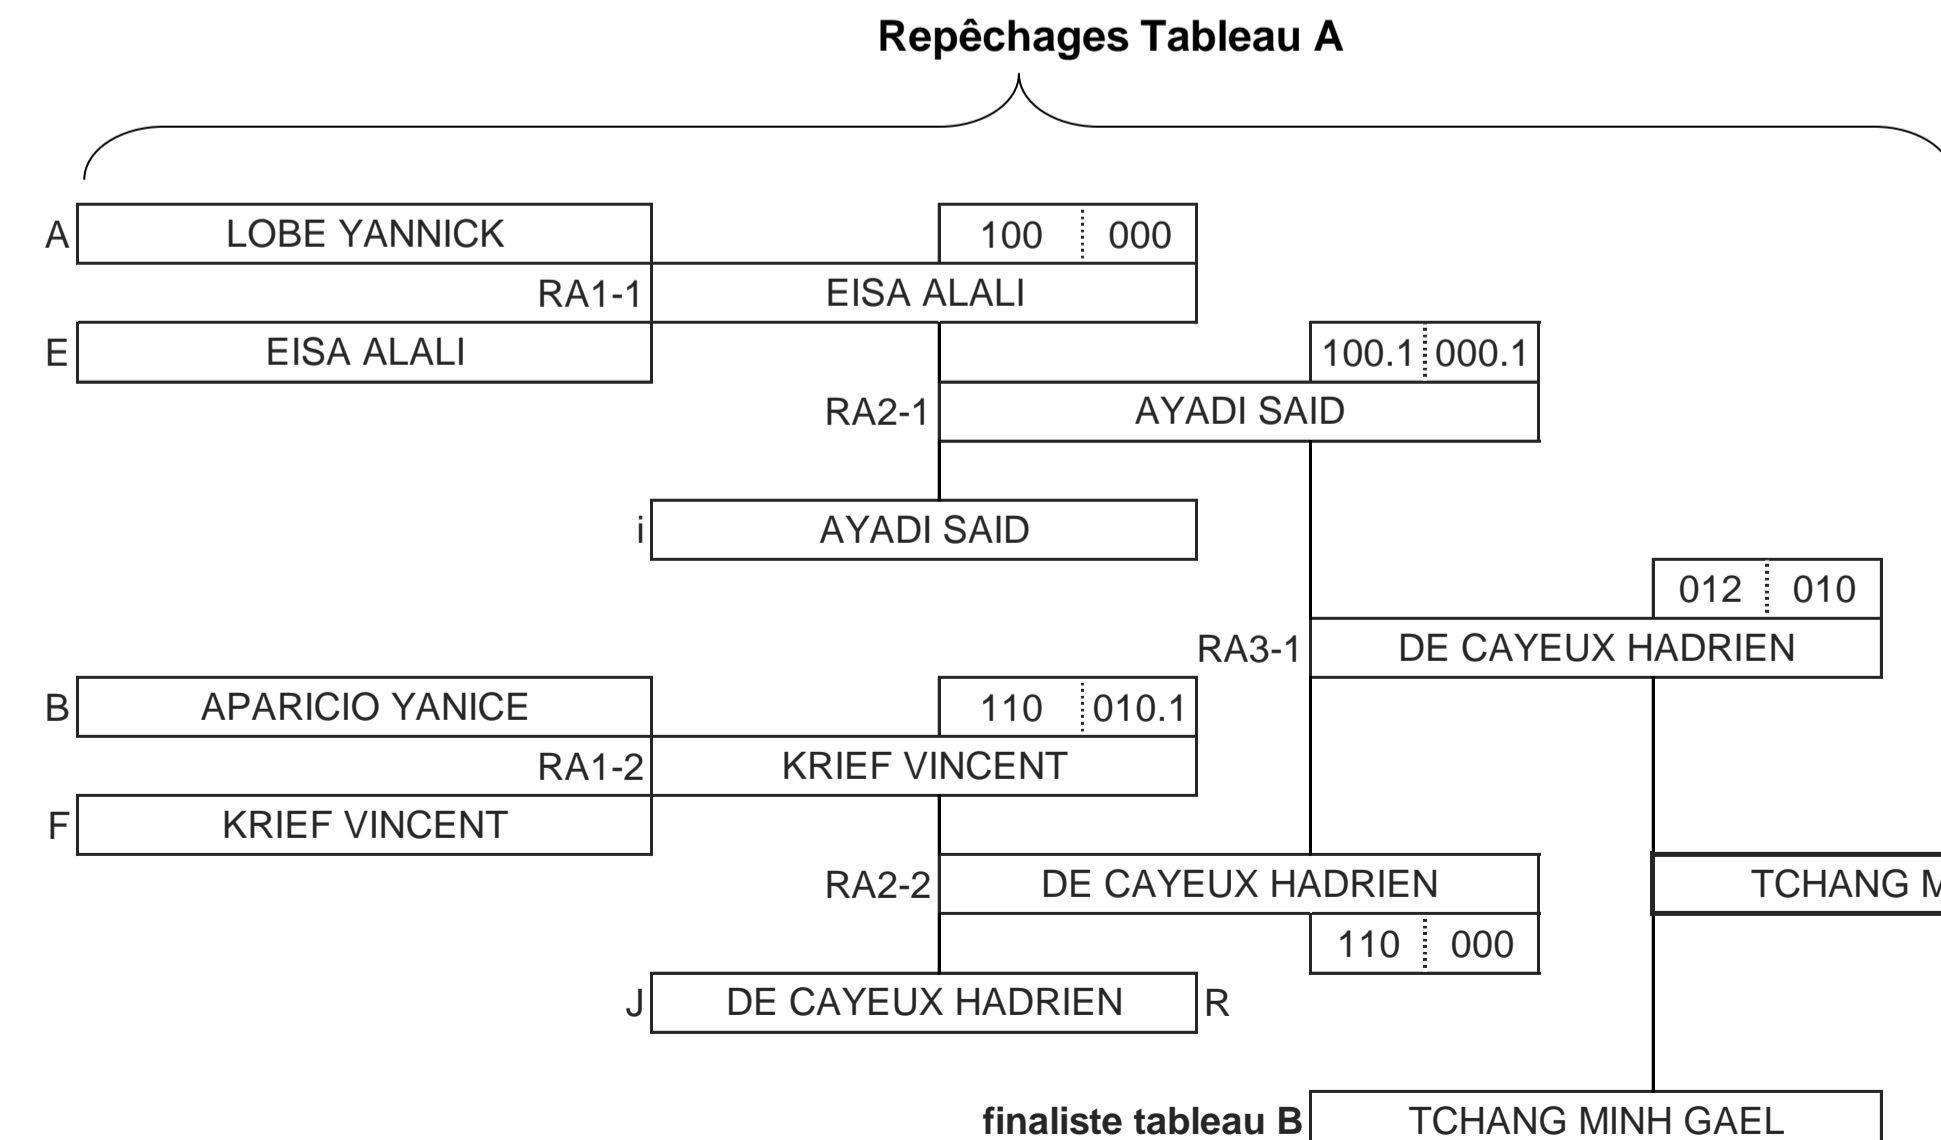 Repêchages Tableau A
A LOBE YANNICK 100 000
RA1-1 EISA ALALI
E EISA ALALI 100.1 000.1
RA2-1 AYADI SAID
i AYADI SAID
012 010
RA3-1 DE CAYEUX HADRIEN
B APARICIO YANICE 110 010.1
RA1-2 KRIEF VINCENT
F KRIEF VINCENT
RA2-2 DE CAYEUX HADRIEN TCHANG
110 000
J DE CAYEUX HADRIEN R
finaliste tableau B TCHANG MINH GAEL